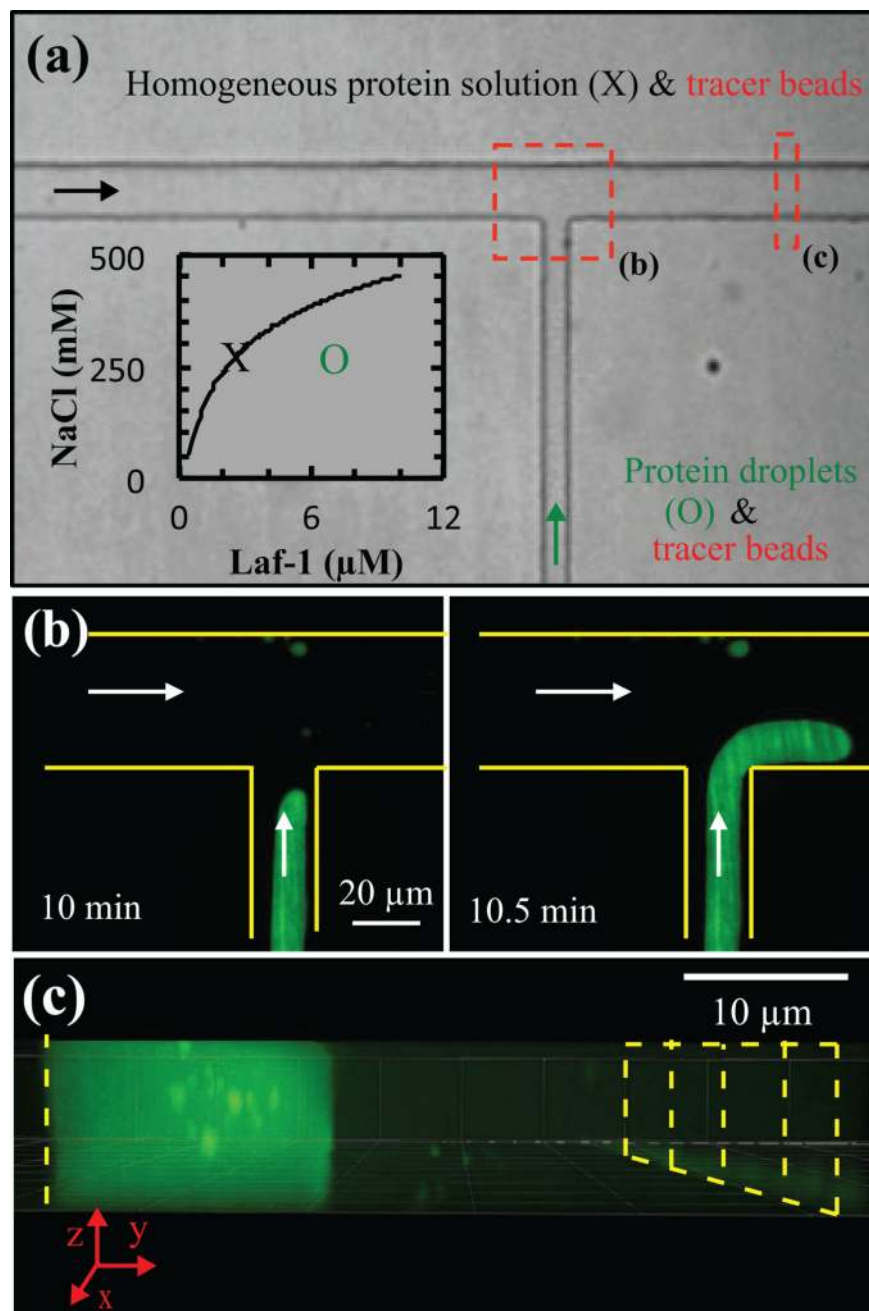 (a)
Homogeneous protein solution (X) & tracer beads
(b)
(c)
500
250
0
NaCl (mM)
X
O
0
6
12
Laf-1 (μM)
Protein droplets
(O) &
tracer beads
(b)
10 min
20 μm
10.5 min
(c)
10 μm
z
y
x